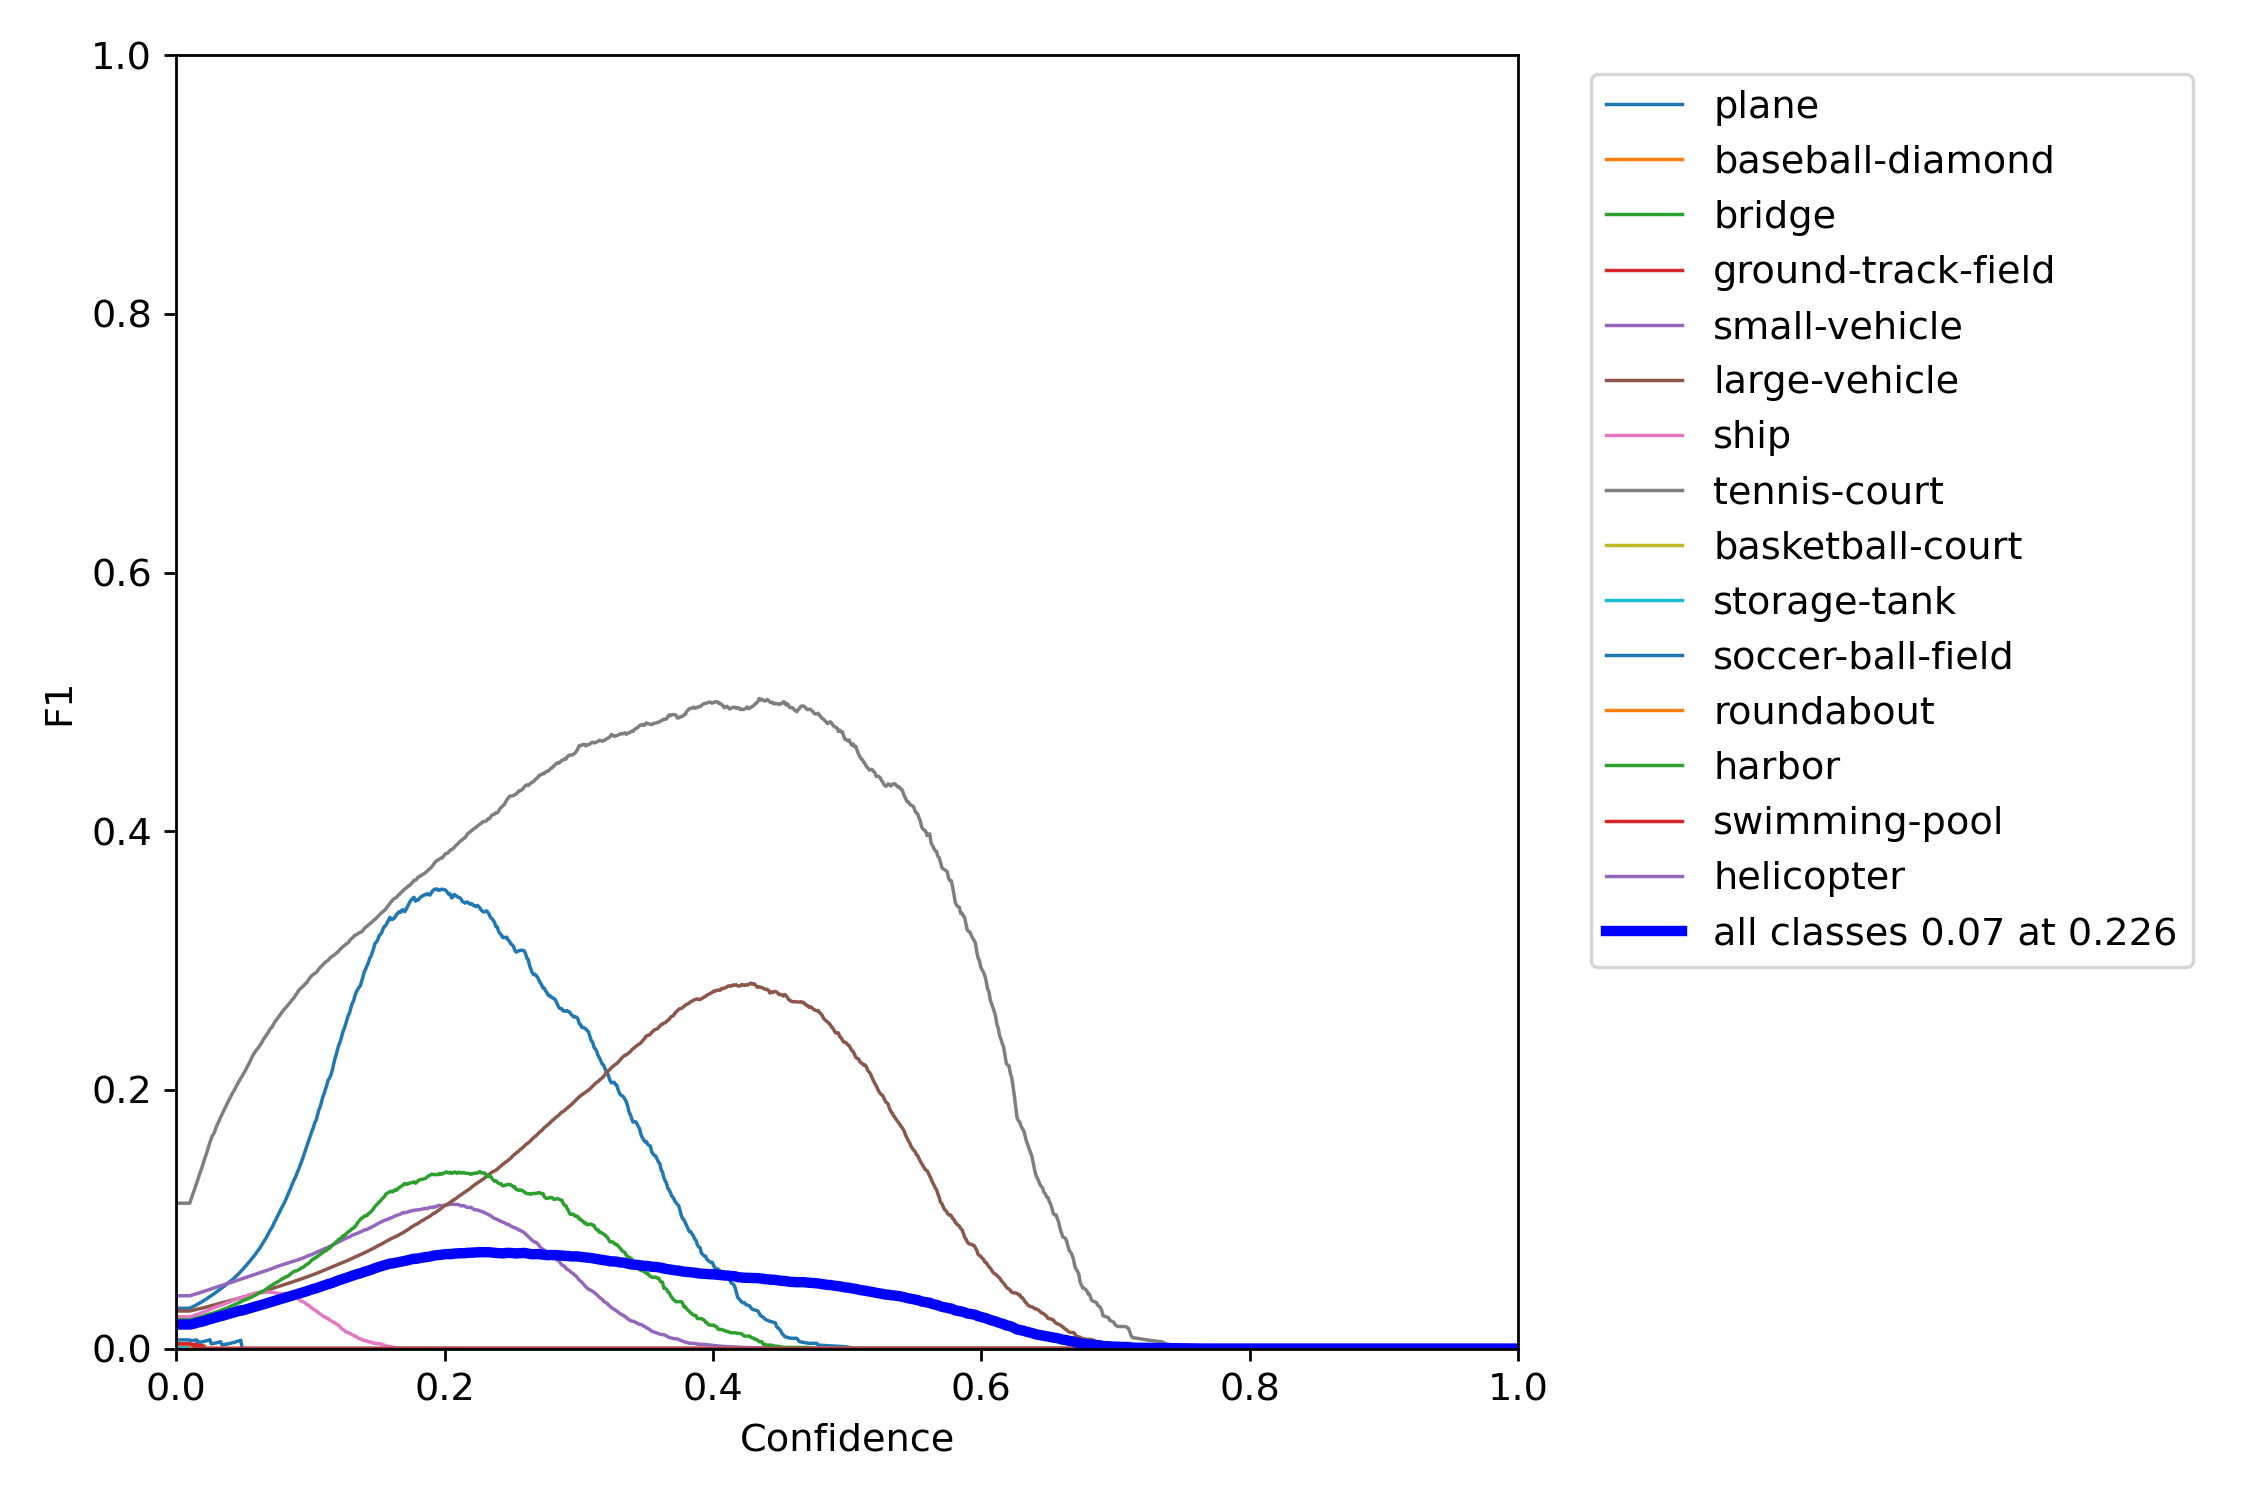 1.0
0.8
0.6
0.4
0.2
0.0
F1
0.0 0.2 0.4 0.6 0.8 1.0
Confidence
plane
baseball-diamond
bridge
ground-track-field
small-vehicle
large-vehicle
ship
tennis-court
basketball-court
storage-tank
soccer-ball-field
roundabout
harbor
swimming-pool
helicopter
all classes 0.07 at 0.226